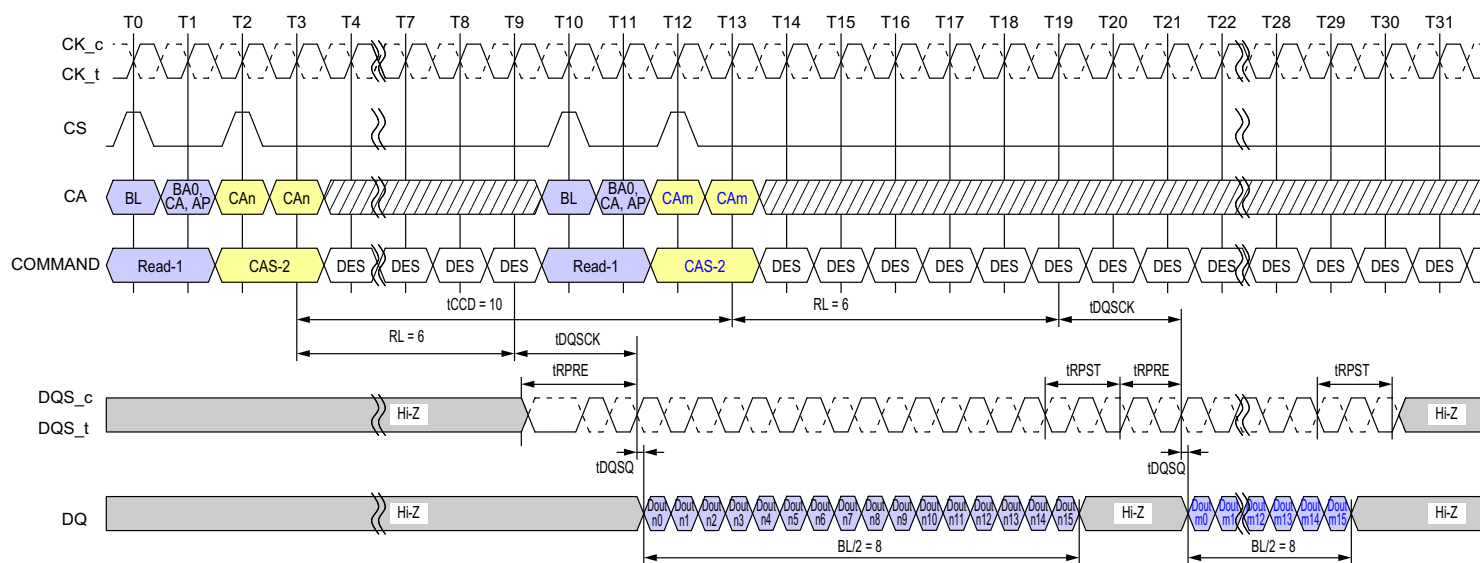 T0 T1 T2 T3 T4 T7 T8 T9 T10 T11 T12 T13 T14 T15 T16 T17 T18 T19 T20 T21 T22 T28 T29 T30 T31
CK_c
CK_t
CS
CA BL BA0, CA, AP CAn CAn BL BA0, CA, AP CAm CAm
COMMAND Read-1 CAS-2 DES DES DES DES Read-1 CAS-2 DES DES DES DES DES DES DES DES DES DES DES DES DES
tCCD = 10 RL = 6 tDQSCK
RL = 6 tDQSCK
tRPRE tRPST tRPRE tRPST
DQS_c
DQS_t
Hi-Z Hi-Z
tDQSQ tDQSQ
DQ Hi-Z Dout n0 Dout n1 Dout n2 Dout n3 Dout n4 Dout n5 Dout n6 Dout n7 Dout n8 Dout n9 Dout n10 Dout n11 Dout n12 Dout n13 Dout n14 Dout n15 Hi-Z Dout m0 Dout m1 Dout m12 Dout m13 Dout m14 Dout m15 Hi-Z
BL/2 = 8 BL/2 = 8